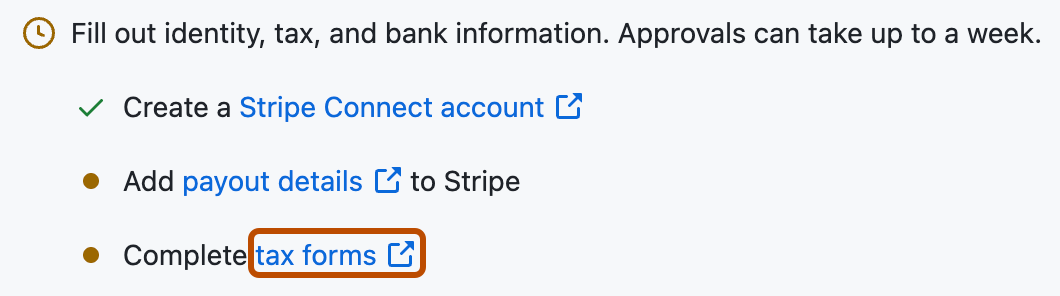 Fill out identity, tax, and bank information. Approvals can take up to a week.
Create a Stripe Connect account
Add payout details to Stripe
Complete tax forms